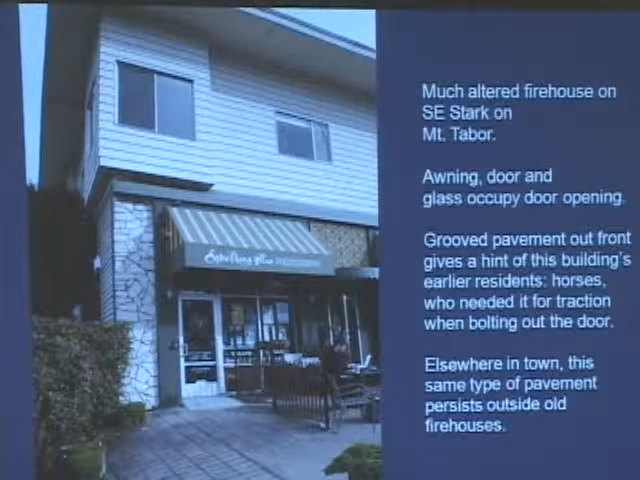 Much altered firehouse on
SE Stark on
Mt. Tabor.
Awning, door and
glass occupy door opening.
Grooved pavement out front
gives a hint of this building's
earlier residents: horses,
who needed it for traction
when bolting out the door.
Elsewhere in town, this
same type of pavement
persists outside old
firehouses.